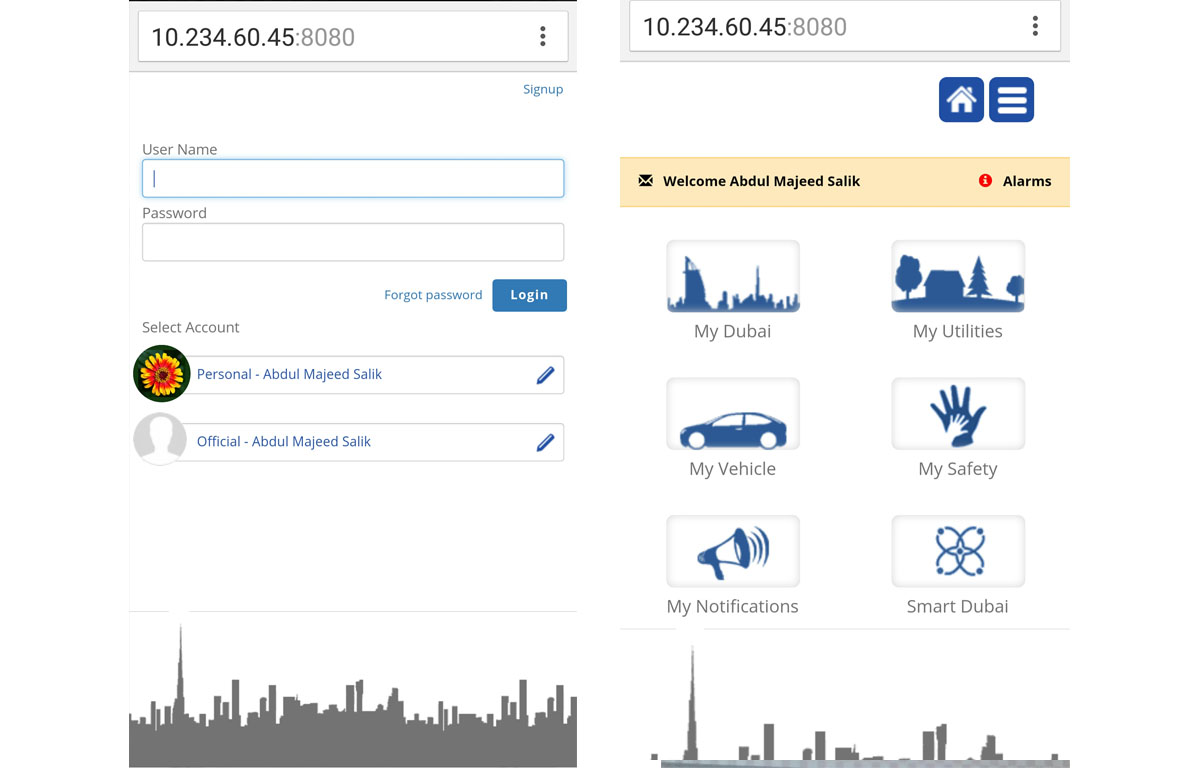 10.234.60.45:8080
Signup
User Name
Password
Forgot password
Login
Select Account
Personal - Abdul Majeed Salik
Official - Abdul Majeed Salik
10.234.60.45:8080
Welcome Abdul Majeed Salik
Alarms
My Dubai
My Utilities
My Vehicle
My Safety
My Notifications
Smart Dubai